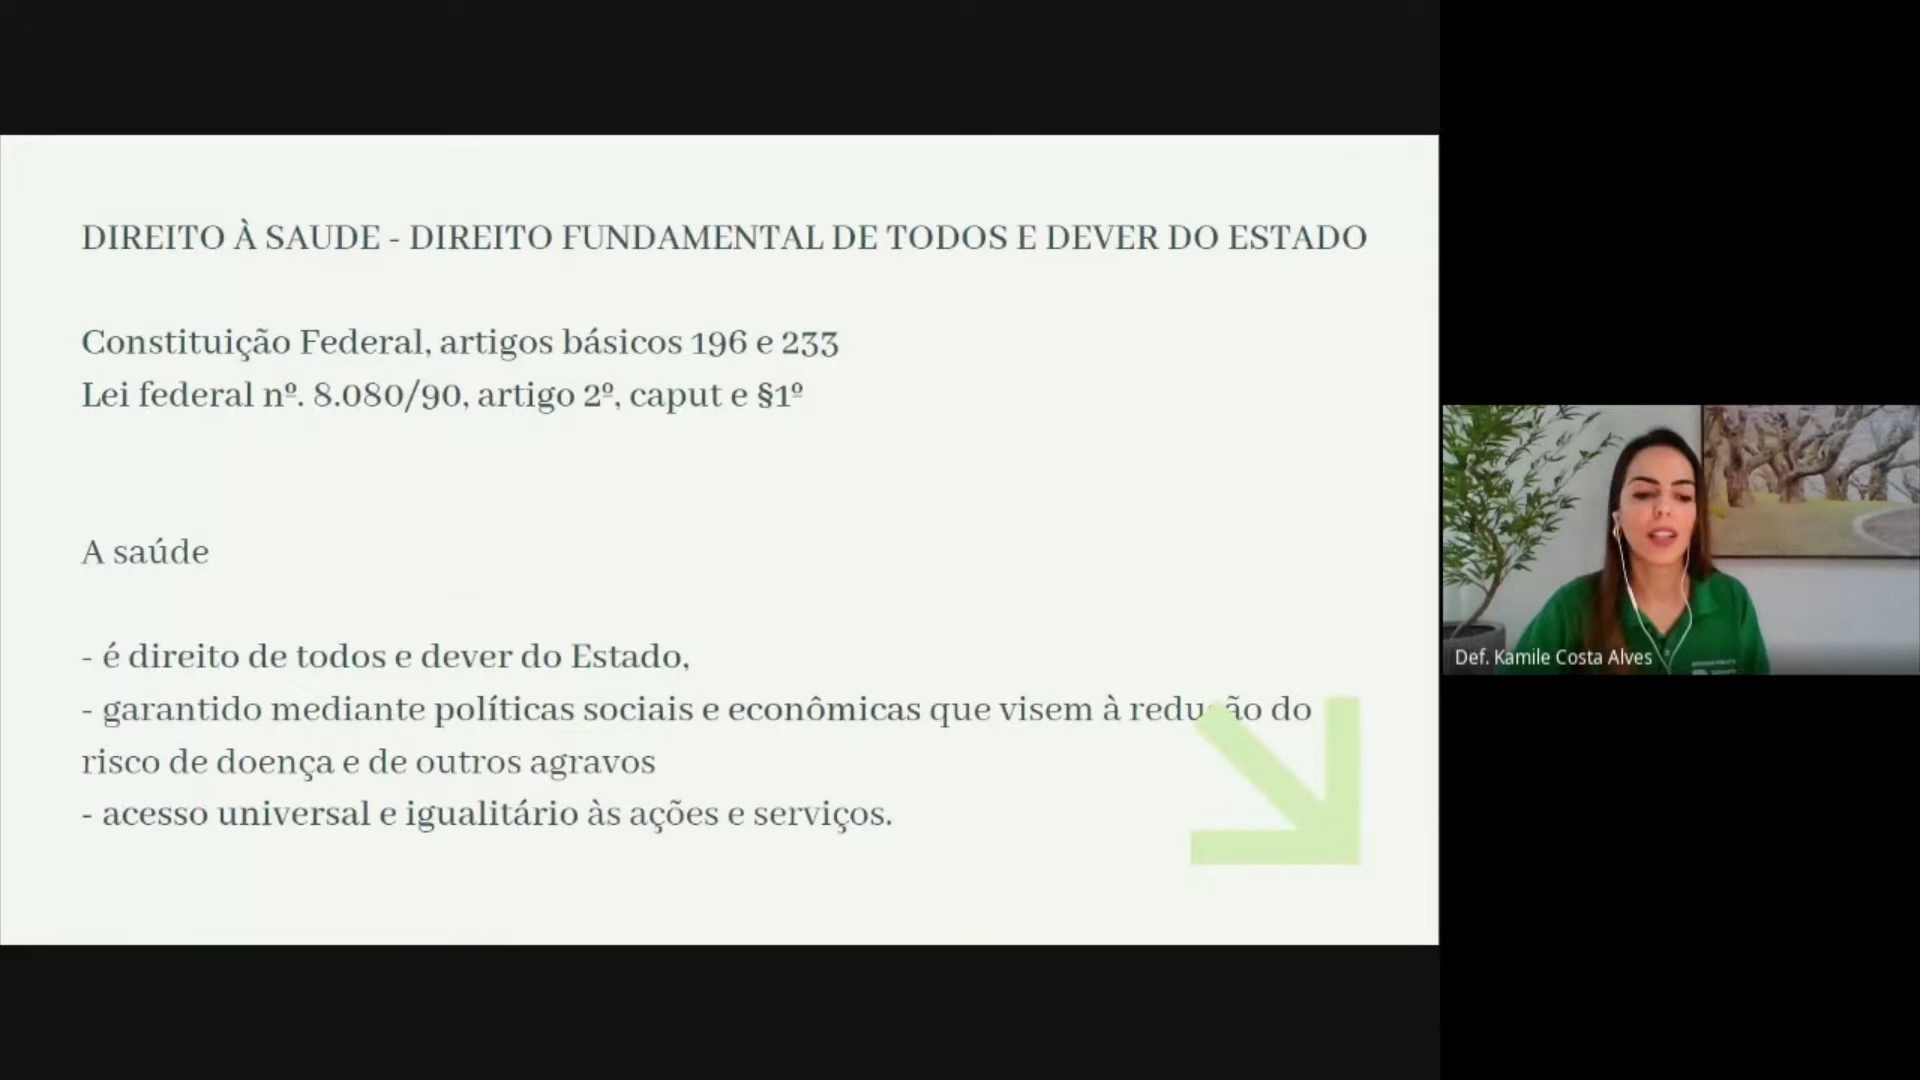 DIREITO À SAUDE - DIREITO FUNDAMENTAL DE TODOS E DEVER DO ESTADO
Constituição Federal, artigos básicos 196 e 233
Lei federal nº. 8.080/90, artigo 2º, caput e §1º
A saúde
- é direito de todos e dever do Estado,
- garantido mediante políticas sociais e econômicas que visem à redução do
risco de doença e de outros agravos
- acesso universal e igualitário às ações e serviços.
Def. Kamile Costa Alves